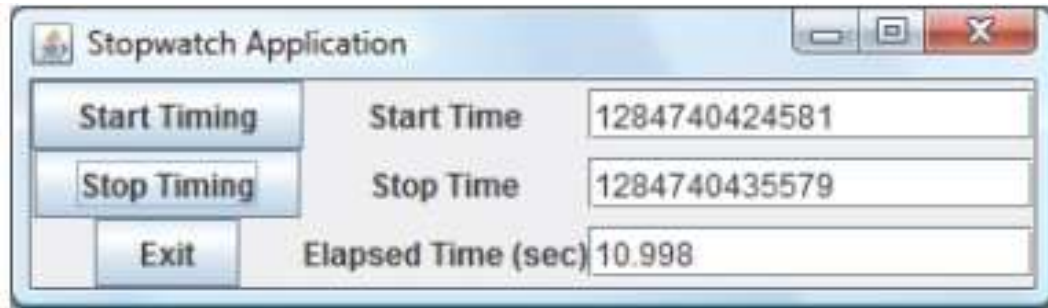 Stopwatch Application
Start Timing Start Time 1284740424581
Stop Timing Stop Time 1284740435579
Exit Elapsed Time (sec) 10.998